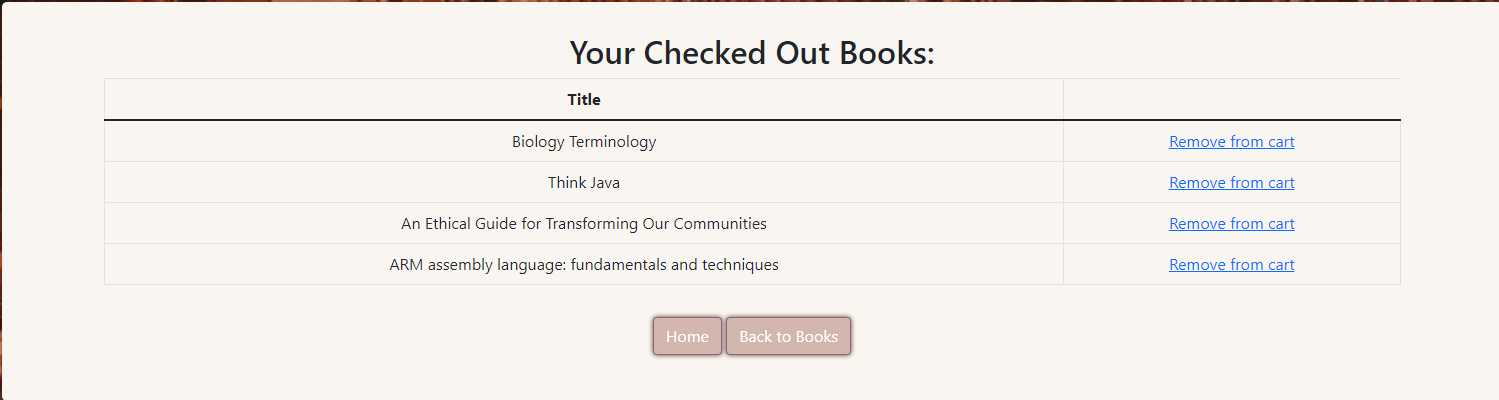 Your Checked Out Books:
Title
Biology Terminology Remove from cart
Think Java Remove from cart
An Ethical Guide for Transforming Our Communities Remove from cart
ARM assembly language: fundamentals and techniques Remove from cart
Home Back to Books